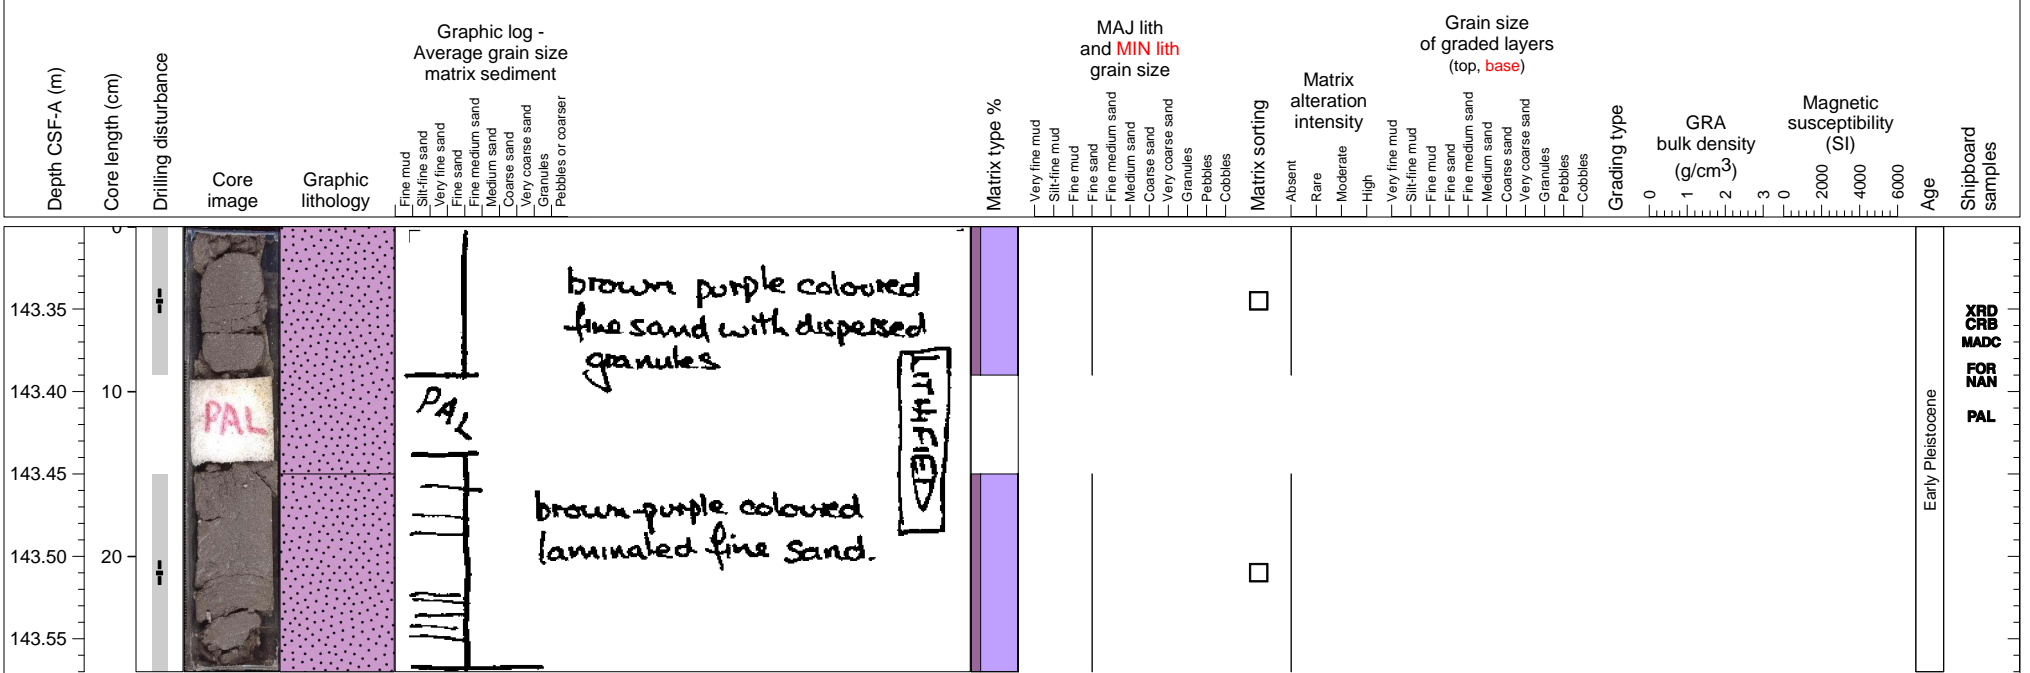 Depth CSF-A (m)
Core length (cm)
Drilling disturbance
Core
image
Graphic
lithology
Graphic log -
Average grain size
matrix sediment
Fine mud
Silt-fine sand
Very fine sand
Fine sand
Fine medium sand
Medium sand
Coarse sand
Very coarse sand
Granules
Pebbles or coarser
Matrix type %
MAJ lith
and MIN lith
grain size
Very fine mud
Silt-fine mud
Fine mud
Fine sand
Fine medium sand
Medium sand
Coarse sand
Very coarse sand
Granules
Pebbles
Cobbles
Matrix sorting
Matrix
alteration
intensity
Absent
Rare
Moderate
High
Grain size
of graded layers
(top, base)
Very fine mud
Silt-fine mud
Fine mud
Fine sand
Fine medium sand
Medium sand
Coarse sand
Very coarse sand
Granules
Pebbles
Cobbles
Grading type
GRA
bulk density
(g/cm3)
0 1 2 3
Magnetic
susceptibility
(SI)
0 2000 4000 6000
Age
Shipboard
samples
143.35
143.40
143.45
143.50
143.55
0
10
20
PAL
brown purple coloured
fine sand with dispersed
granules
PAL
LITHIFIED
brown-purple coloured
laminated fine sand.
Early Pleistocene
XRD
CRB
MADC
FOR
NAN
PAL